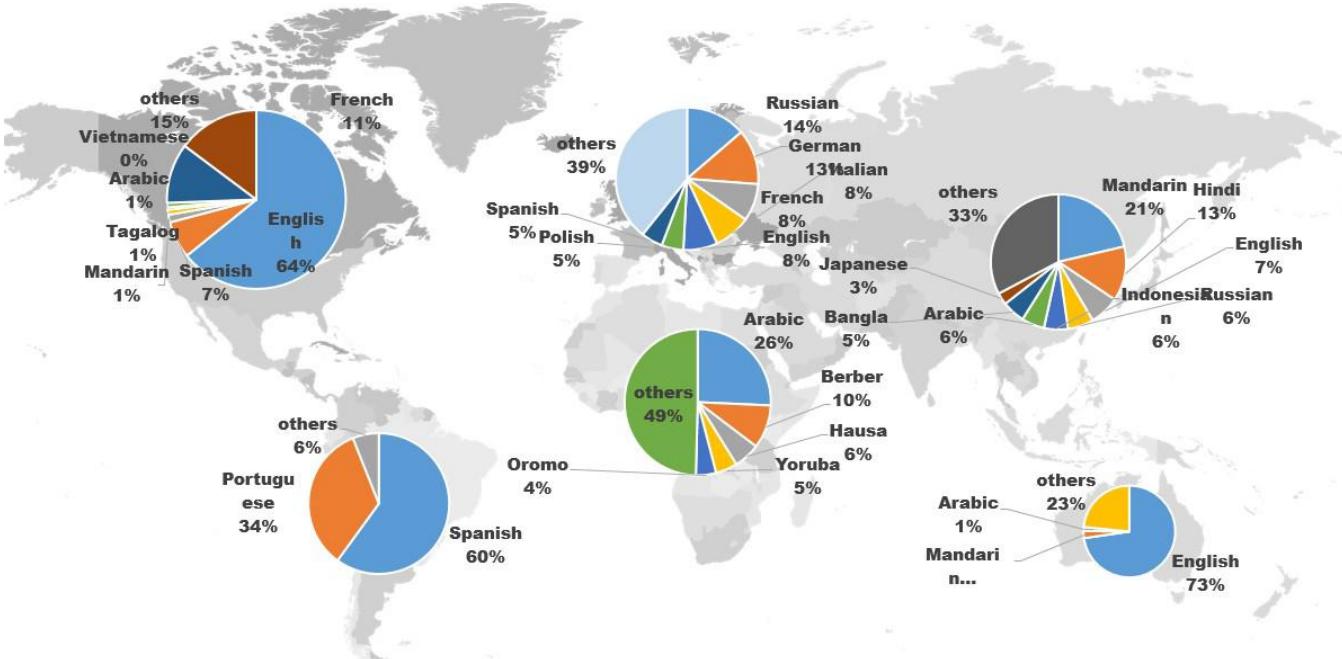 others
15%
French
11%
Vietnamese
0%
Arabic
1%
Tagalog
1%
Mandarin
1%
Spanish
7%
Englis
h
64%
others
39%
Russian
14%
German
13%
Italian
8%
French
8%
English
8%
Polish
5%
Spanish
5%
others
33%
Mandarin
21%
Hindi
13%
English
7%
Russian
6%
Indonesia
n
6%
Arabic
6%
Bangla
5%
Japanese
3%
others
6%
Portugu
ese
34%
Spanish
60%
others
49%
Arabic
26%
Berber
10%
Hausa
6%
Yoruba
5%
Oromo
4%
others
23%
Arabic
1%
Mandari
n...
English
73%